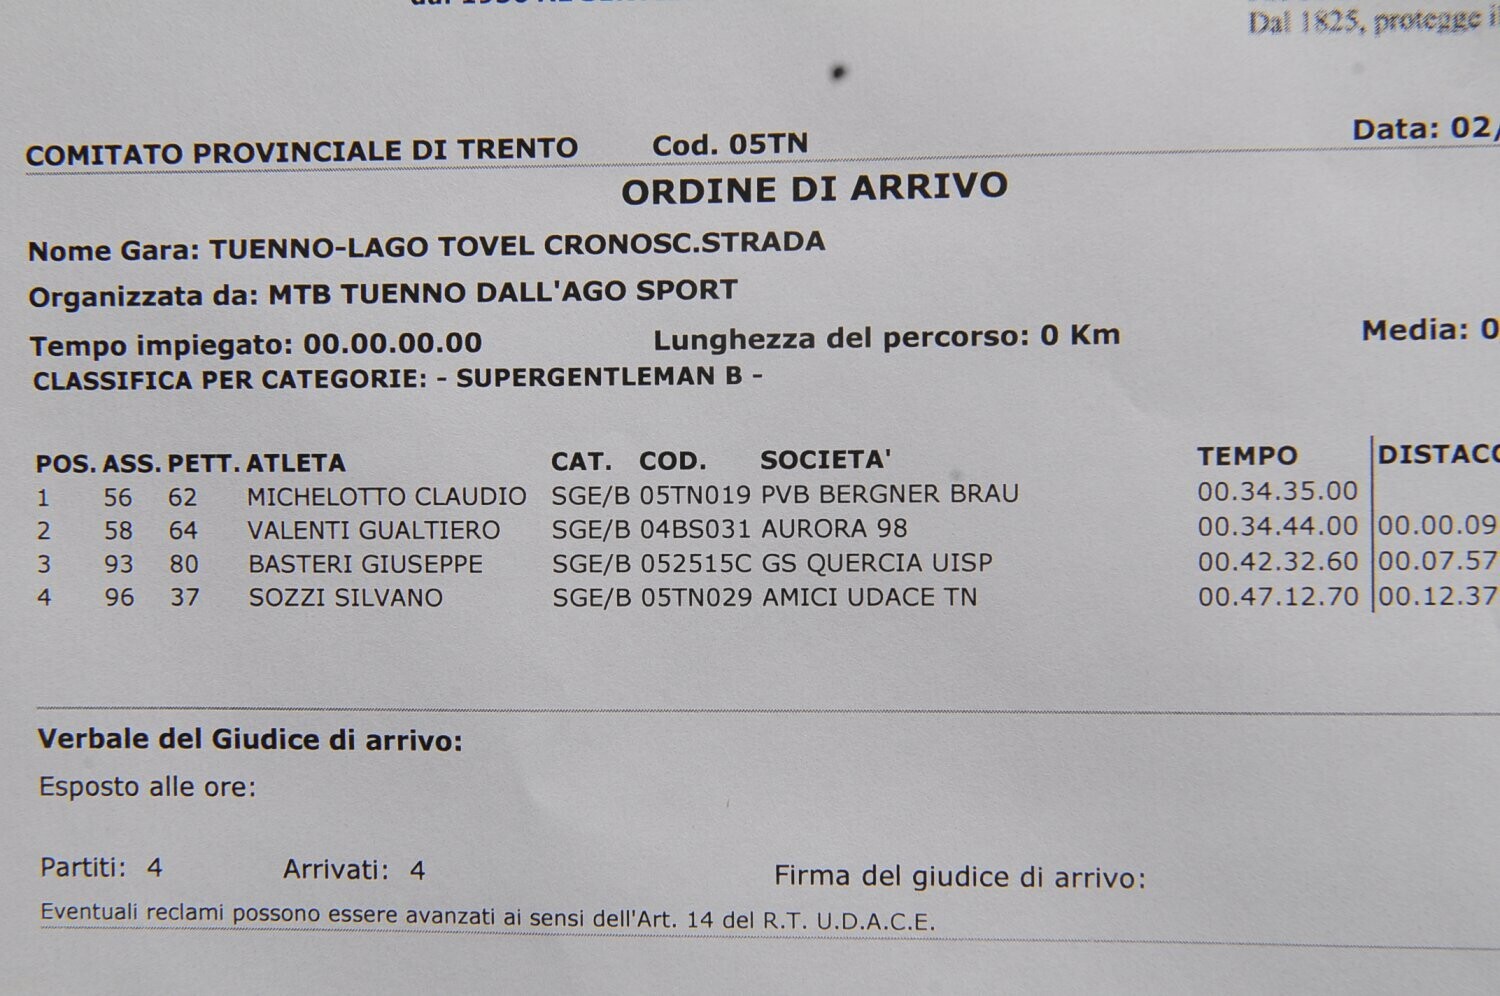 Dal 1825, protegge
COMITATO PROVINCIALE DI TRENTO Cod. 05TN Data: 02/
ORDINE DI ARRIVO
Nome Gara: TUENNO-LAGO TOVEL CRONOSC.STRADA
Organizzata da: MTB TUENNO DALL'AGO SPORT
Tempo impiegato: 00.00.00.00 Lunghezza del percorso: 0 Km Media: 0
CLASSIFICA PER CATEGORIE: - SUPERGENTLEMAN B -
POS. ASS. PETT. ATLETA CAT. COD. SOCIETA' TEMPO DISTACC
1 56 62 MICHELOTTO CLAUDIO SGE/B 05TN019 PVB BERGNER BRAU 00.34.35.00
2 58 64 VALENTI GUALTIERO SGE/B 04BS031 AURORA 98 00.34.44.00 00.00.09
3 93 80 BASTERI GIUSEPPE SGE/B 052515C GS QUERCIA UISP 00.42.32.60 00.07.57
4 96 37 SOZZI SILVANO SGE/B 05TN029 AMICI UDACE TN 00.47.12.70 00.12.37
Verbale del Giudice di arrivo:
Esposto alle ore:
Partiti: 4 Arrivati: 4 Firma del giudice di arrivo:
Eventuali reclami possono essere avanzati ai sensi dell'Art. 14 del R.T. U.D.A.C.E.